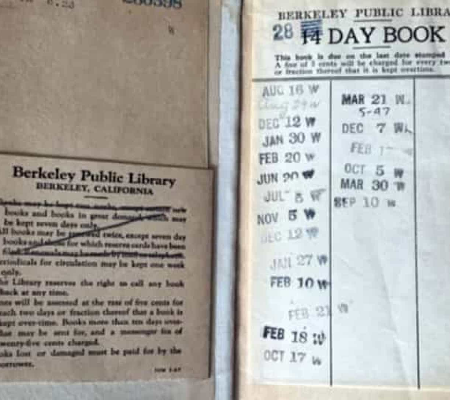 Berkeley Public Library
BERKELEY, CALIFORNIA
books and books in great demand, which may
be kept seven days only.
All books may be twice, except seven day
books and those for which reserve cards have been
periodicals for circulation may be kept one week
only.
the Library reserves the right to call any book
back at any time.
will be assessed at the rate of five cents for
each two days or fraction thereof that a book is
kept over-time. Books more than ten days over-
may be sent for, and a messenger fee of
twenty-five cents charged.
lost or damaged must be paid for by the
BERKELEY PUBLIC LIBRA
28 14 DAY BOOK
This book is due on the last date stamped
A fine of 3 cents will be charged for every two
or fraction thereof that it is kept overtime.
AUG 16 W
Aug 29 W
DEC 12 W
JAN 30 W
FEB 20 W
JUN 20 W
JUL 5 W
NOV 5 W
DEC 12 W
JAN 27 W
FEB 10 W
FEB 21 W
FEB 18 W
OCT 17 W
MAR 21 W
5-47
DEC 7 W
FEB
OCT 5 W
MAR 30 W
SEP 10 W